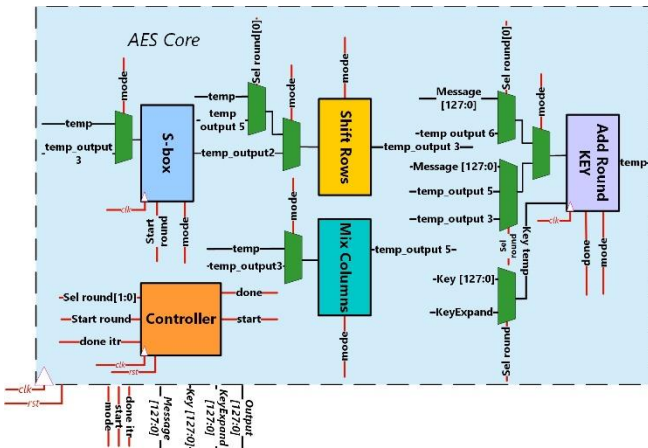 AES Core
mode
temp
temp_output
3
S-box
clk
Start
round
mode
Sel round[0]
temp
temp
output 5
temp_output2
mode
mode
Shift Rows
temp_output 3
mode
temp
temp_output3
Mix Columns
temp_output 5
mode
Sel round[0]
Message
[127:0]
temp output 6
mode
Message [127:0]
temp_output 5
temp_output 3
Sel
round
Key temp
Key [127:0]
KeyExpand
Sel round
Add Round
KEY
temp
clk
done
mode
Sel round[1:0]
Start round
done itr
Controller
done
start
clk
rst
clk
rst
mode
start
done itr
Message
[127:0]
Key [127:0]
KeyExpand
[127:0]
Output
[127:0]